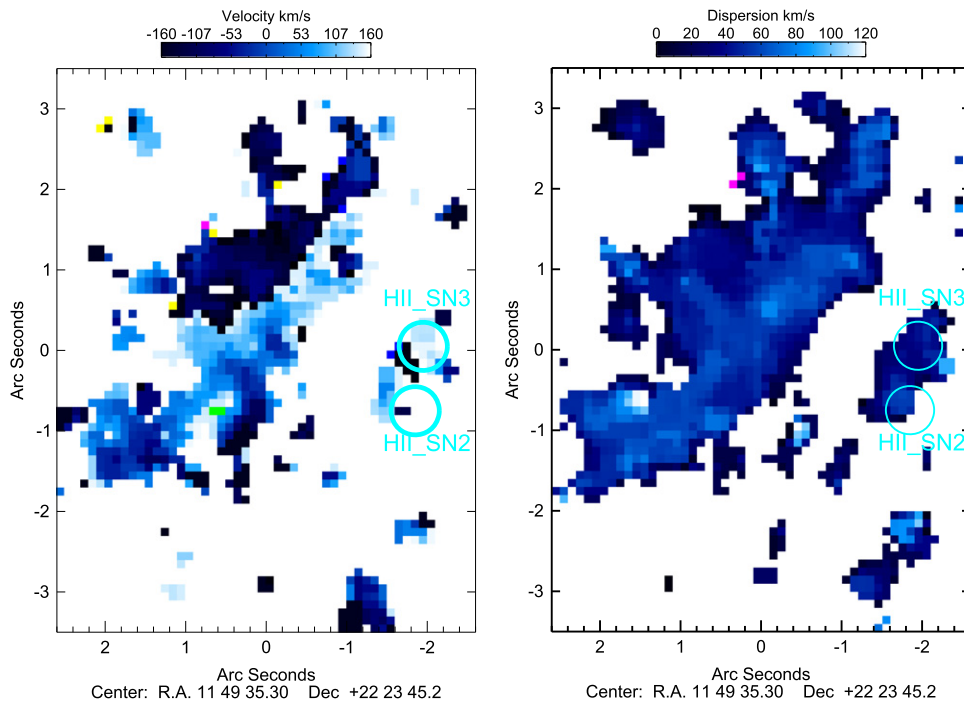 Velocity km/s
-160 -107 -53 0 53 107 160
3
2
1
0
-1
-2
-3
Arc Seconds
HII_SN3
HII_SN2
2 1 0 -1 -2
Arc Seconds
Center: R.A. 11 49 35.30 Dec +22 23 45.2
Dispersion km/s
0 20 40 60 80 100 120
3
2
1
0
-1
-2
-3
Arc Seconds
HII_SN3
HII_SN2
2 1 0 -1 -2
Arc Seconds
Center: R.A. 11 49 35.30 Dec +22 23 45.2